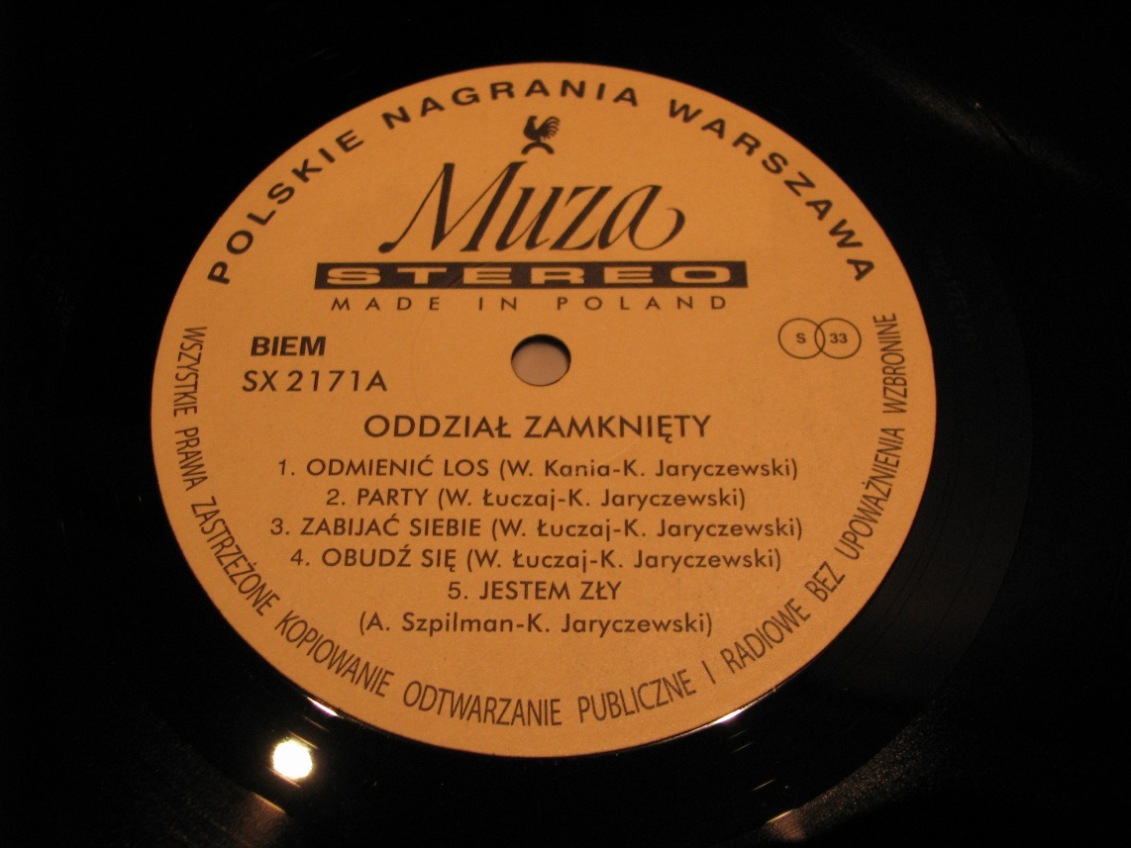 POLSKIE NAGRANIA WARSZAWA
Muza
STEREO
MADE IN POLAND
BIEM
S 33
SX 2171A
ODDZIAŁ ZAMKNIĘTY
1. ODMIENIĆ LOS (W. Kania-K. Jaryczewski)
2. PARTY (W. Łuczaj-K. Jaryczewski)
3. ZABIJAĆ SIEBIE (W. Łuczaj-K. Jaryczewski)
4. OBUDŹ SIĘ (W. Łuczaj-K. Jaryczewski)
5. JESTEM ZŁY
(A. Szpilman-K. Jaryczewski)
WSZYSTKIE PRAWA ZASTRZEŻONE KOPIOWANIE ODTWARZANIE PUBLICZNE I RADIOWE BEZ UPOWAŻNIENIA WZBRONINE